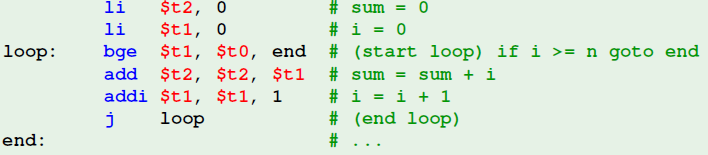 li $t2, 0 # sum = 0
li $t1, 0 # i = 0
loop: bge $t1, $t0, end # (start loop) if i >= n goto end
add $t2, $t2, $t1 # sum = sum + i
addi $t1, $t1, 1 # i = i + 1
j loop # (end loop)
end: # ...